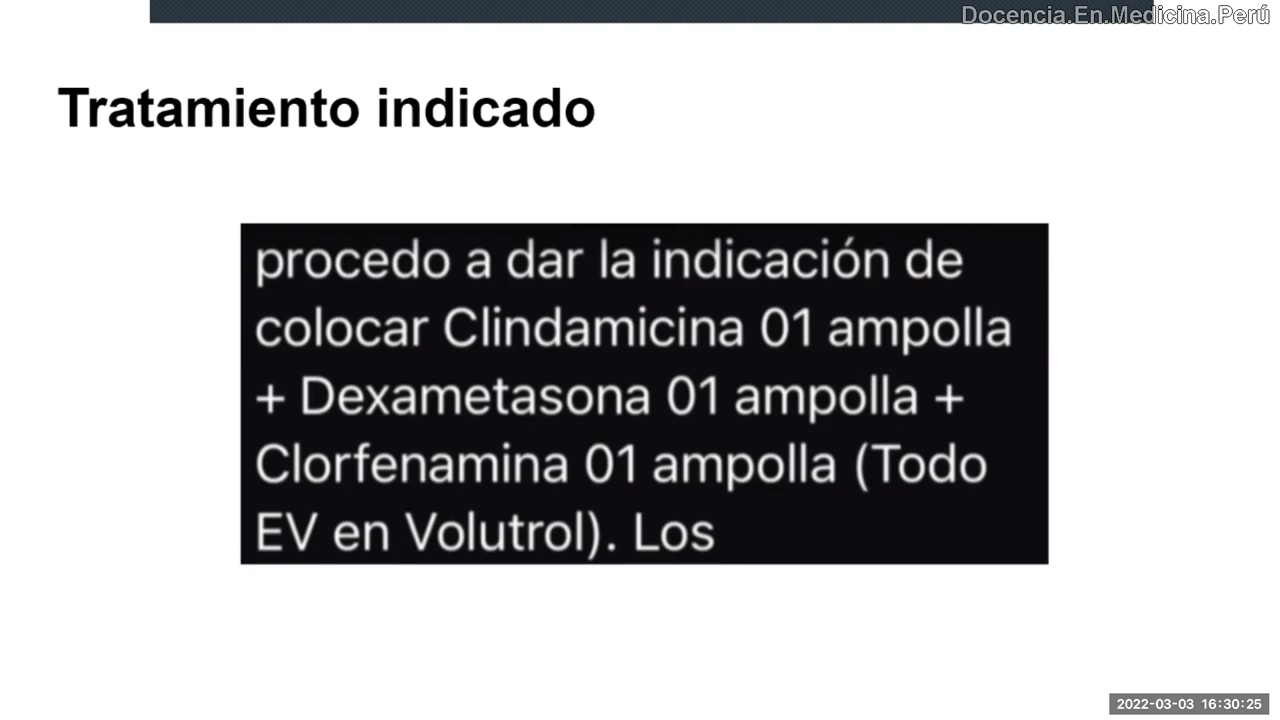 Docencia.En.Medicina.Perú
Tratamiento indicado
procedo a dar la indicación de
colocar Clindamicina 01 ampolla
+ Dexametasona 01 ampolla +
Clorfenamina 01 ampolla (Todo
EV en Volutrol). Los
2022-03-03 16:30:25